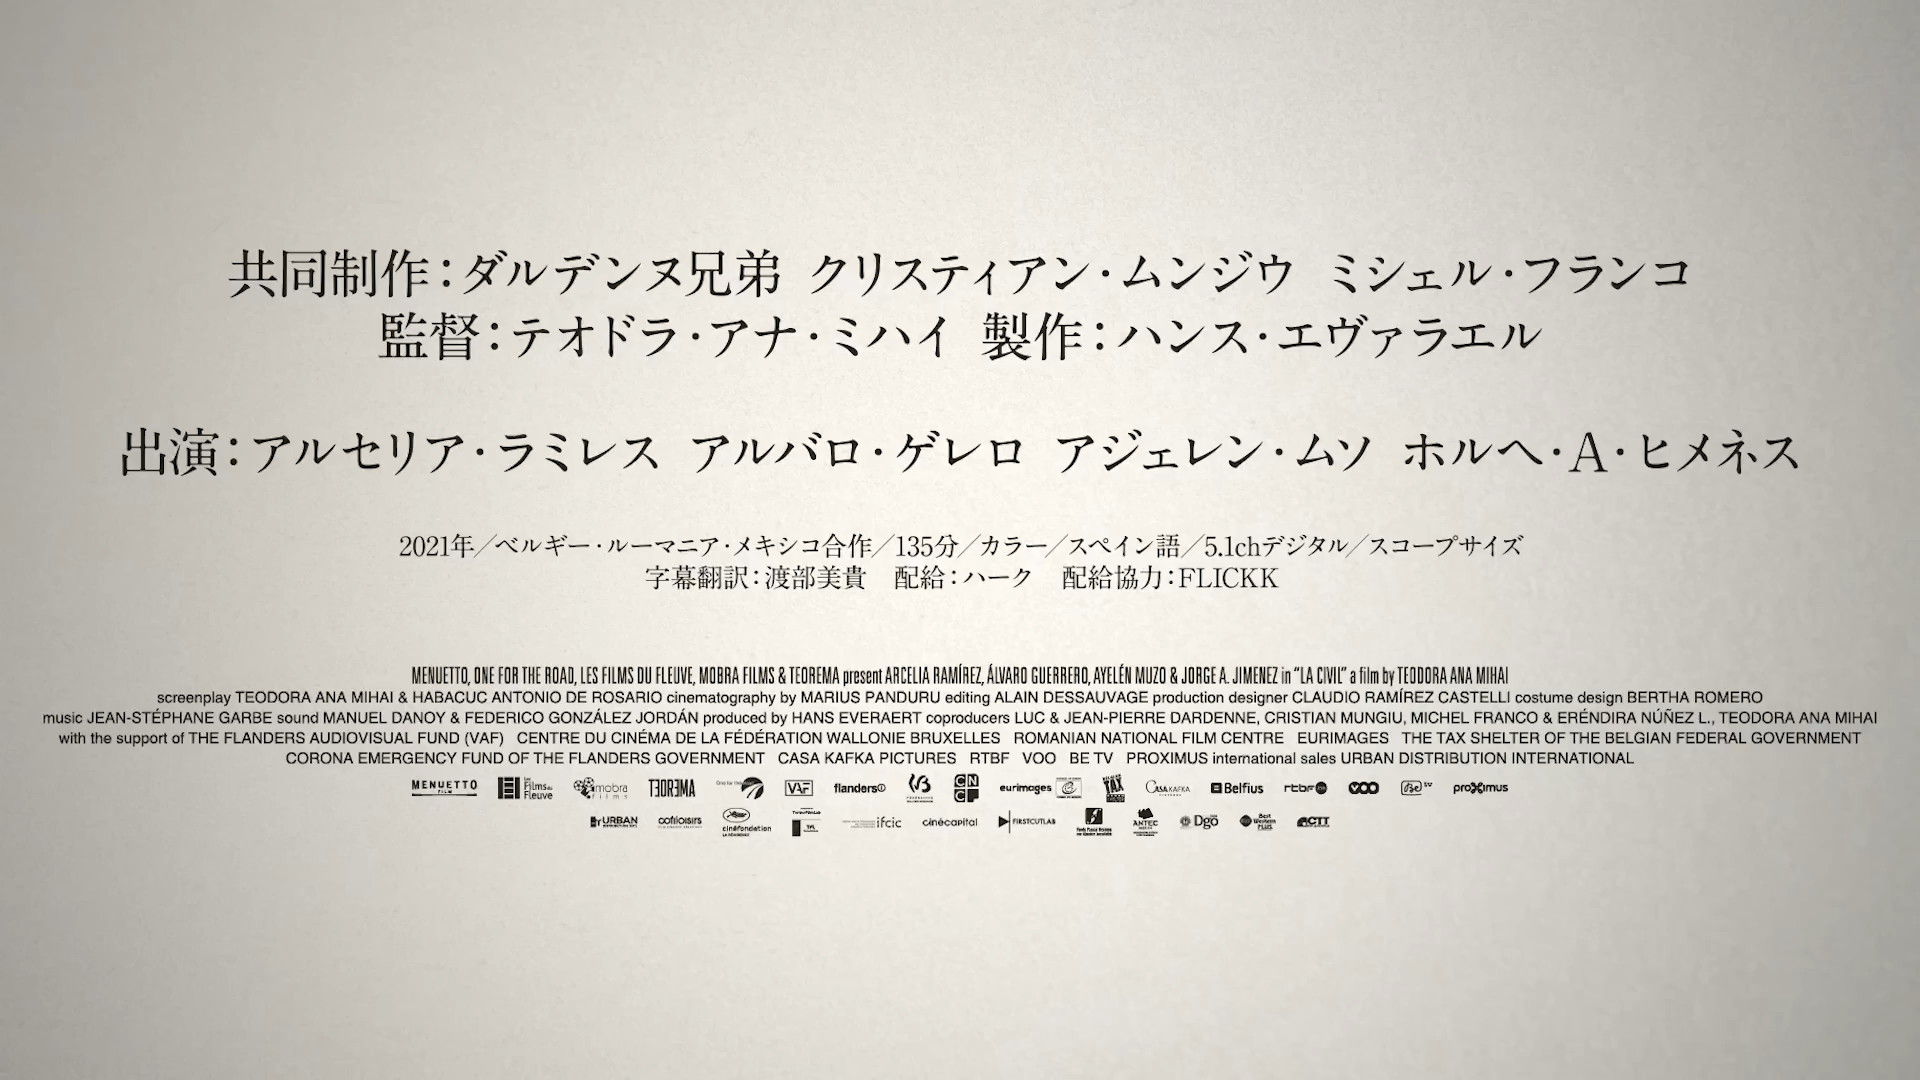 共同制作：ダルデンヌ兄弟 クリスティアン・ムンジウ ミシェル・フランコ
監督：テオドラ・アナ・ミハイ 製作：ハンス・エヴァラエル
出演：アルセリア・ラミレス アルバロ・ゲレロ アジェレン・ムソ ホルヘ・A・ヒメネス
2021年／ベルギー・ルーマニア・メキシコ合作／135分／カラー／スペイン語／5.1chデジタル／スコープサイズ
字幕翻訳：渡部美貴 配給：ハーク 配給協力：FLICKK
MENUETTO, ONE FOR THE ROAD, LES FILMS DU FLEUVE, MOBRA FILMS & TEOREMA present ARCELIA RAMÍREZ, ÁLVARO GUERRERO, AYELÉN MUZO & JORGE A. JIMENEZ in “LA CIVIL” a film by TEODORA ANA MIHAI
screenplay TEODORA ANA MIHAI & HABACUC ANTONIO DE ROSARIO cinematography by MARIUS PANDURU editing ALAIN DESSAUVAGE production designer CLAUDIO RAMÍREZ CASTELLI costume design BERTHA ROMERO
music JEAN-STÉPHANE GARBE sound MANUEL DANOY & FEDERICO GONZÁLEZ JORDÁN produced by HANS EVERAERT coproducers LUC & JEAN-PIERRE DARDENNE, CRISTIAN MUNGIU, MICHEL FRANCO & ERÉNDIRA NÚÑEZ L., TEODORA ANA MIHAI
with the support of THE FLANDERS AUDIOVISUAL FUND (VAF) CENTRE DU CINÉMA DE LA FÉDÉRATION WALLONIE BRUXELLES ROMANIAN NATIONAL FILM CENTRE EURIMAGES THE TAX SHELTER OF THE BELGIAN FEDERAL GOVERNMENT
CORONA EMERGENCY FUND OF THE FLANDERS GOVERNMENT CASA KAFKA PICTURES RTBF VOO BE TV PROXIMUS international sales URBAN DISTRIBUTION INTERNATIONAL
MENUETTO FILM Les Films du Fleuve mobra films TEOREMA VAF flanders CNC eurimages TAX CASA KAFKA Belfius rtbf VOO Be tv proximus
URBAN cofiloisirs cinéfondation TFL ifcic cinécapital FIRSTCUTLAB ANTEC Dgo Best Western PLUS CTT